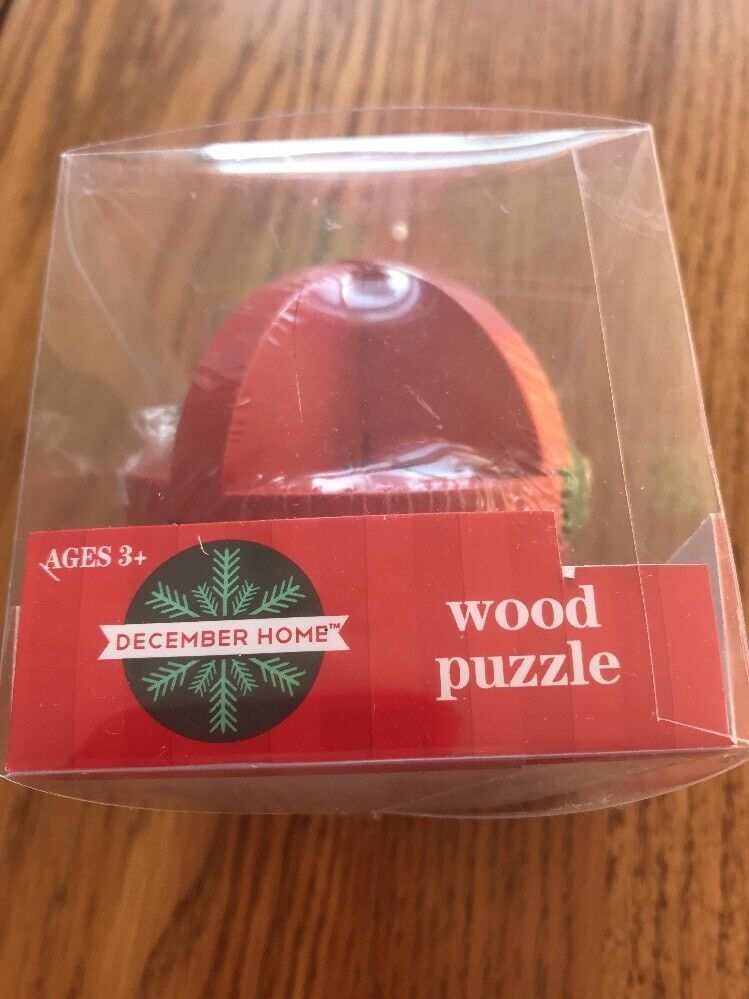 AGES 3+
DECEMBER HOME™
wood
puzzle